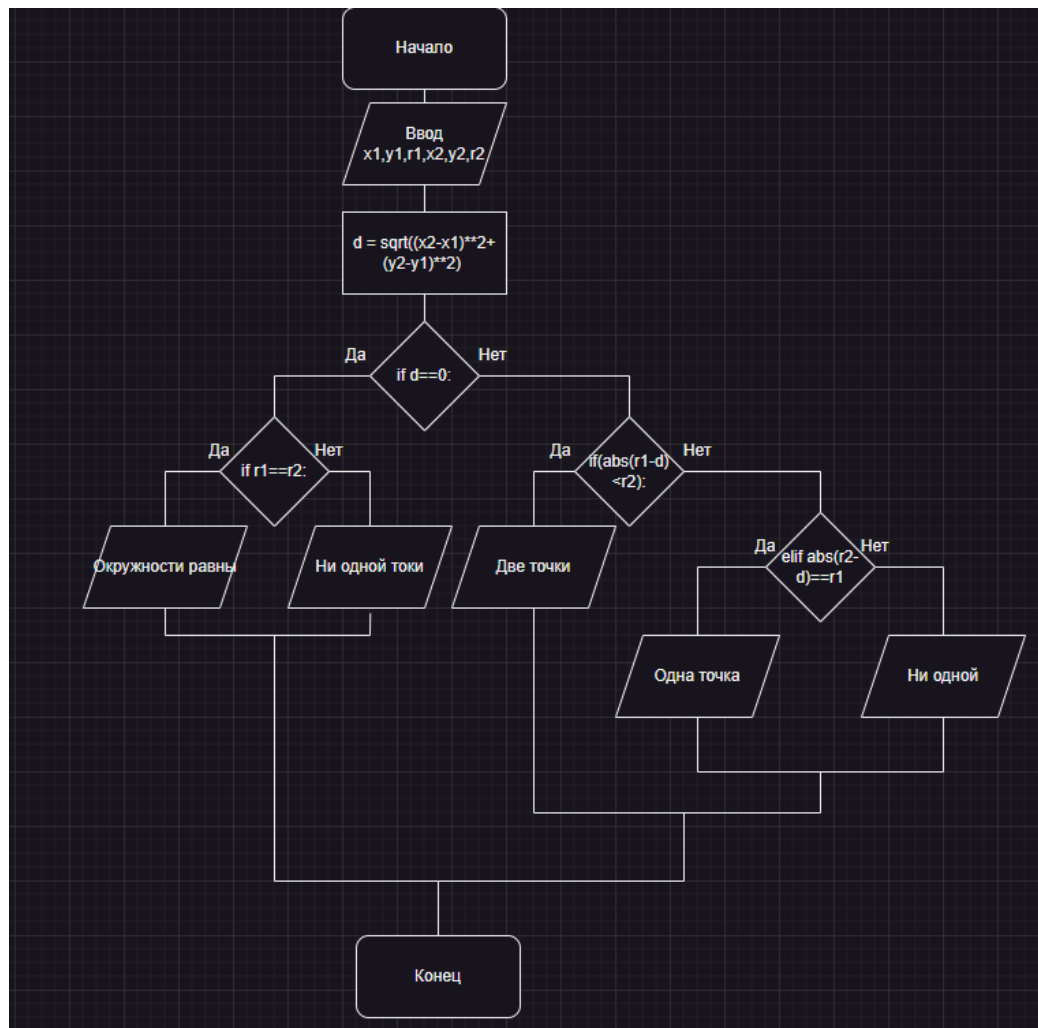 Начало
Ввод
x1,y1,r1,x2,y2,r2
d = sqrt((x2-x1)**2+
(y2-y1)**2)
Да
Нет
if d==0:
Да
Нет
if r1==r2:
Да
Нет
if(abs(r1-d)
<r2):
Окружности равны
Ни одной токи
Две точки
Да
Нет
elif abs(r2-
d)==r1
Одна точка
Ни одной
Конец